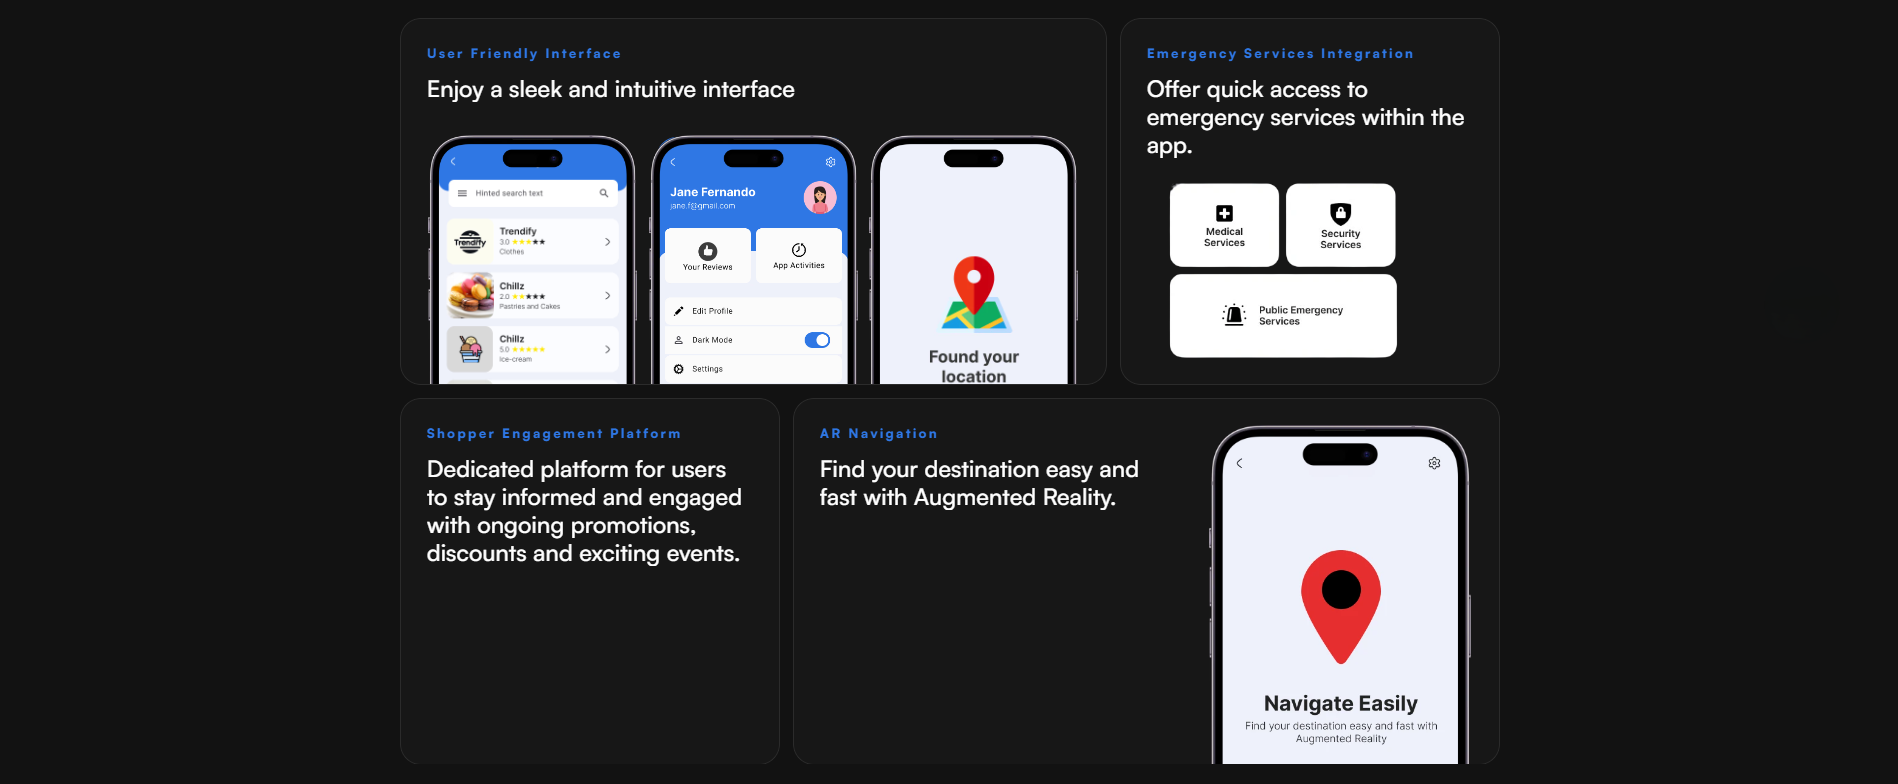 User Friendly Interface
Enjoy a sleek and intuitive interface
Hinted search text
Trendify
Trendify
3.0
Clothes
Chillz
2.0
Pastries and Cakes
Chillz
5.0
Ice-cream
Jane Fernando
jane.f@gmail.com
Your Reviews
App Activities
Edit Profile
Dark Mode
Settings
Found your
location
Emergency Services Integration
Offer quick access to
emergency services within the
app.
Medical
Services
Security
Services
Public Emergency
Services
Shopper Engagement Platform
Dedicated platform for users
to stay informed and engaged
with ongoing promotions,
discounts and exciting events.
AR Navigation
Find your destination easy and
fast with Augmented Reality.
Navigate Easily
Find your destination easy and fast with
Augmented Reality